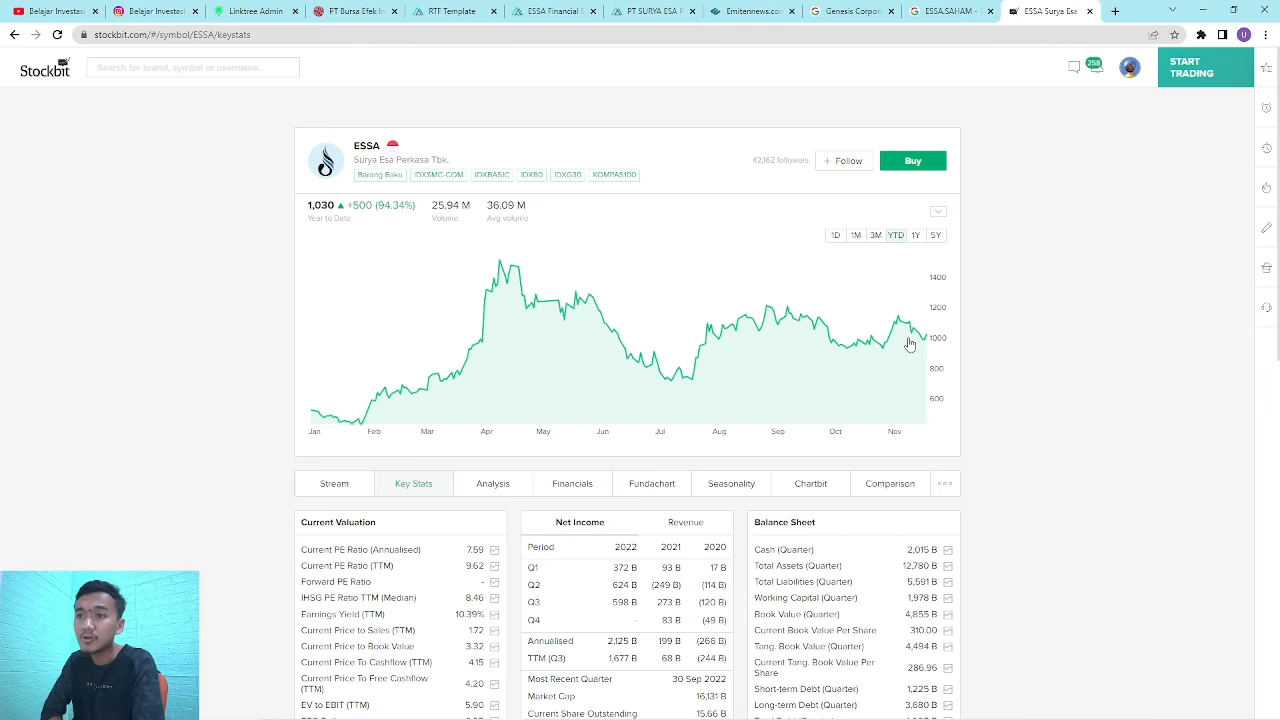 Belajar Investasi
Belajar Investasi
Linktree Admin
PT Bursa Efek In
RTT Template
ESSA Financial S
PT SURYA ESA P
Emitennews.com
Genesis Corpor
ESSA.SAHAM -
ESSA Surya Esa
stockbit.com/#/symbol/ESSA/keystats
U
Stockbit
Search for brand, symbol or username..
258
START
TRADING
ESSA
Surya Esa Perkasa Tbk.
Barang Baku IDXSMC-COM IDXBASIC IDX80 IDXG30 KOMPAS100
42,162 followers
+ Follow
Buy
1,030 ▲ +500 (94.34%) 25.94 M 36.09 M
Year to Date Volume Avg volume
1D 1M 3M YTD 1Y 5Y
1400
1200
1000
800
600
Jan Feb Mar Apr May Jun Jul Aug Sep Oct Nov
Stream Key Stats Analysis Financials Fundachart Seasonality Chartbit Comparison
Current Valuation
Current PE Ratio (Annualised) 7.59
Current PE Ratio (TTM) 9.62
Forward PE Ratio -
IHSG PE Ratio TTM (Median) 8.46
Earnings Yield (TTM) 10.39%
Current Price to Sales (TTM) 1.72
Current Price to Book Value 3.32
Current Price To Cashflow (TTM) 4.15
Current Price To Free Cashflow
(TTM) 4.20
EV to EBIT (TTM) 5.90
Net Income Revenue
Period 2022 2021 2020
Q1 372 B 93 B 17 B
Q2 624 B (249 B) (114 B)
Q3 598 B 273 B (120 B)
Q4 - 83 B (49 B)
Annualised 2,125 B 199 B (266 B)
TTM (Q3) 1,677 B 68 B (244 B)
Most Recent Quarter 30 Sep 2022
Market Cap 16,131 B
Current Share Outstanding 15.66 B
Balance Sheet
Cash (Quarter) 2,015 B
Total Assets (Quarter) 12,780 B
Total Liabilities (Quarter) 5,591 B
Working Capital (Quarter) 1,978 B
Book Value (Quarter) 4,855 B
Current Book Value Per Share 310.00
Tang. Book Value (Quarter) 4,494 B
Current Tang. Book Value Per
Share 286.96
Short-term Debt (Quarter) 1,225 B
Long-term Debt (Quarter) 3,680 B